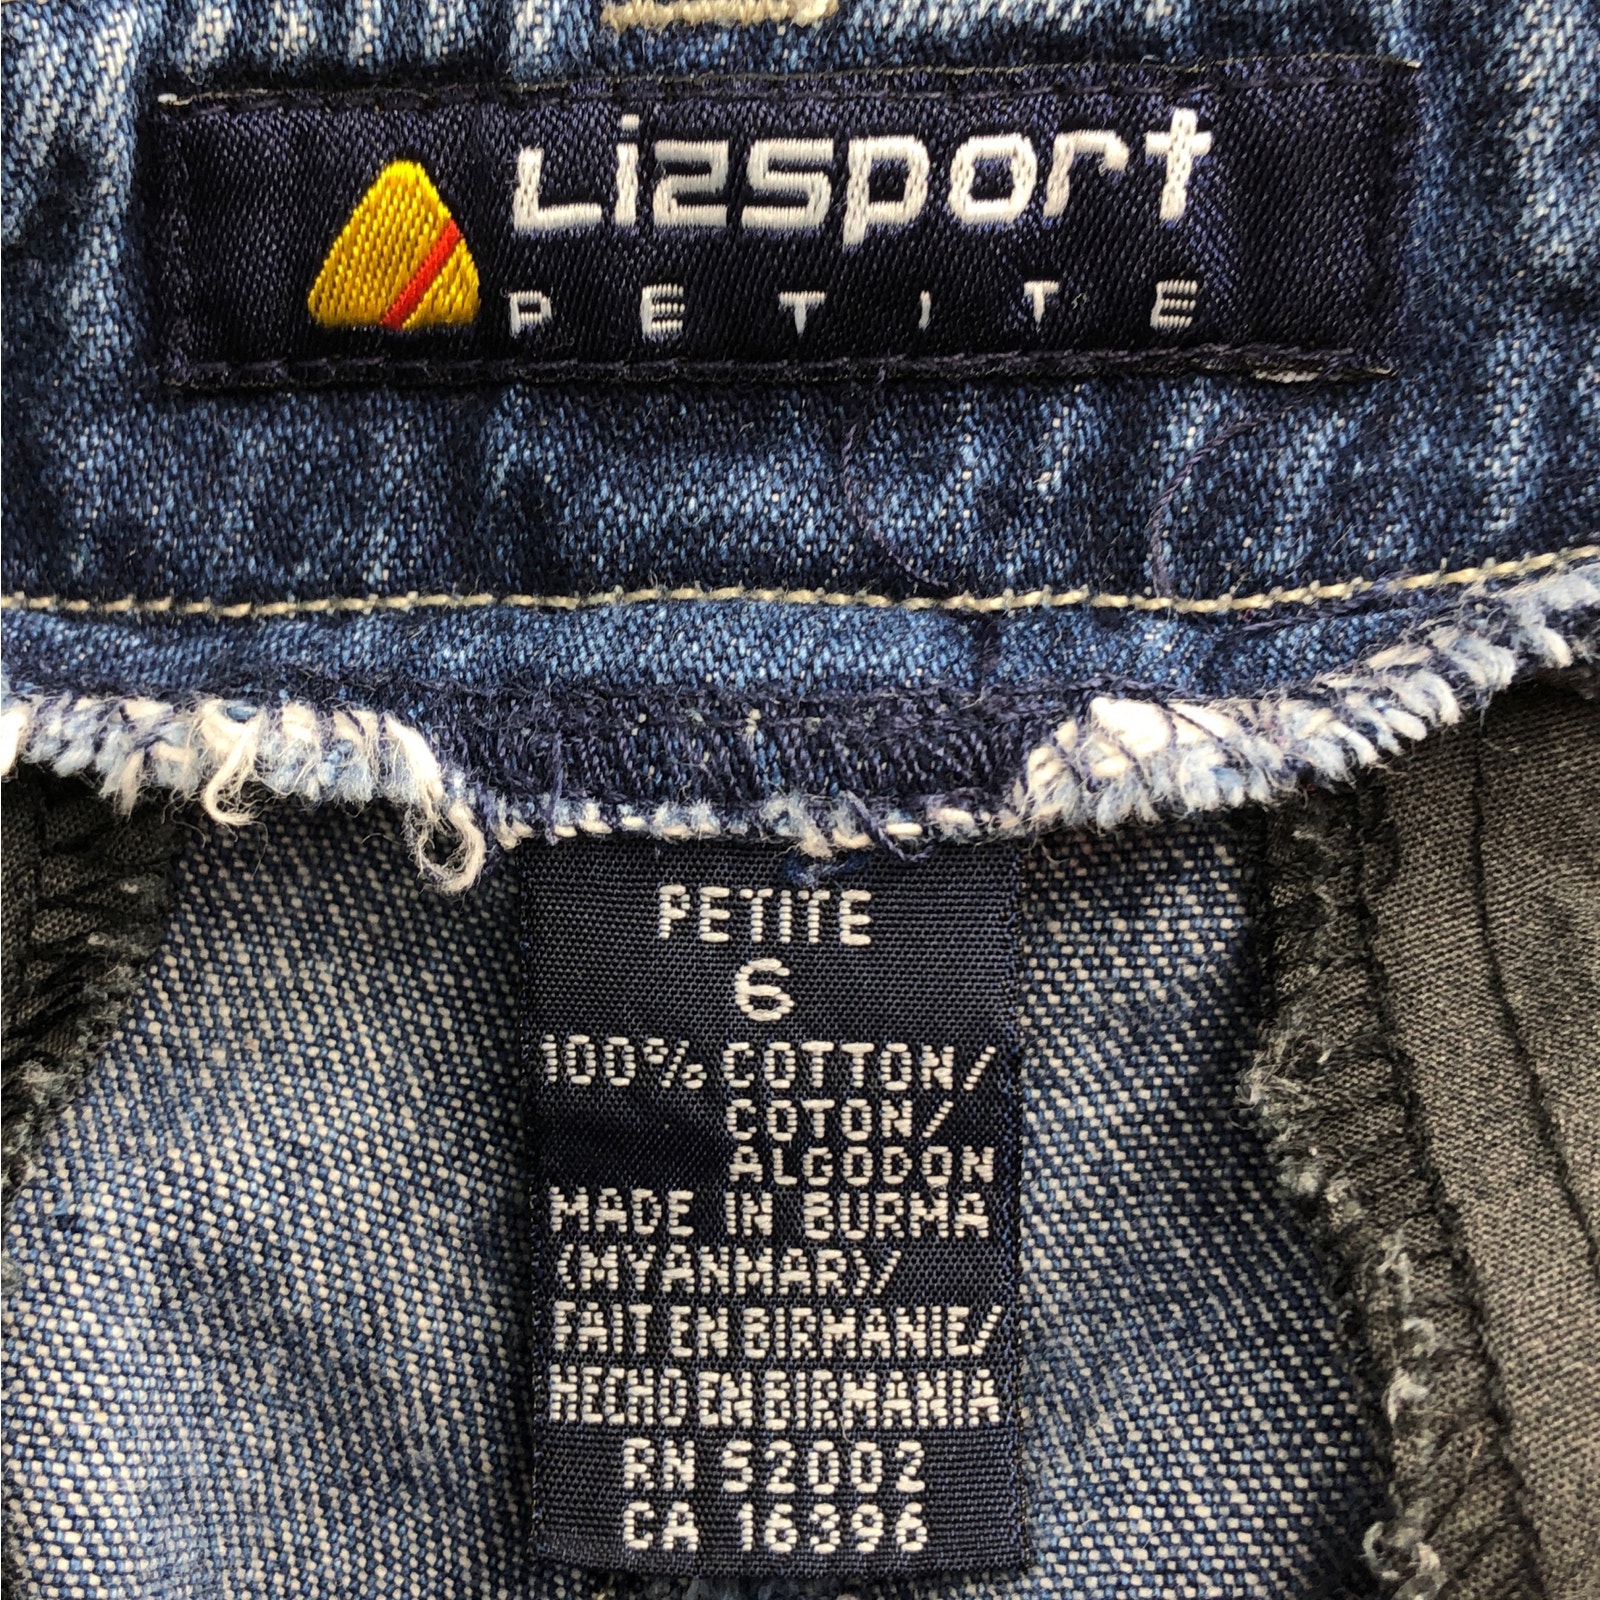 Lizsport
PETITE
PETITE
6
100% COTTON/
COTON/
ALGODON
MADE IN BURMA
(MYANMAR)/
FAIT EN BIRMANIE/
HECHO EN BIRMANIA
RN 52002
CA 16396